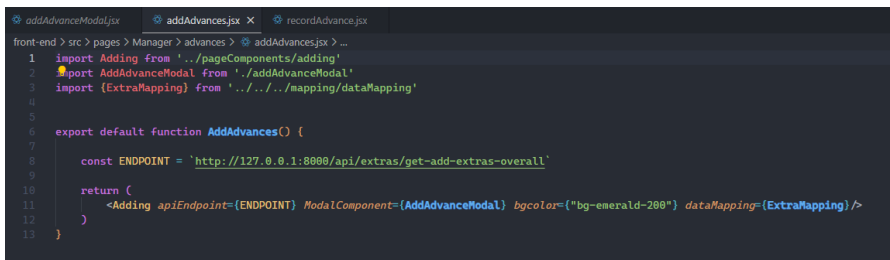 addAdvanceModal.jsx addAdvances.jsx × recordAdvance.jsx
front-end > src > pages > Manager > advances > addAdvances.jsx > ...
1 import Adding from '../pageComponents/adding'
2 import AddAdvanceModal from './addAdvanceModal'
3 import {ExtraMapping} from '../../../mapping/dataMapping'
4
5
6 export default function AddAdvances() {
7
8 const ENDPOINT = `http://127.0.0.1:8000/api/extras/get-add-extras-overall`
9
10 return (
11 <Adding apiEndpoint={ENDPOINT} ModalComponent={AddAdvanceModal} bgcolor={"bg-emerald-200"} dataMapping={ExtraMapping}/>
12 )
13 }